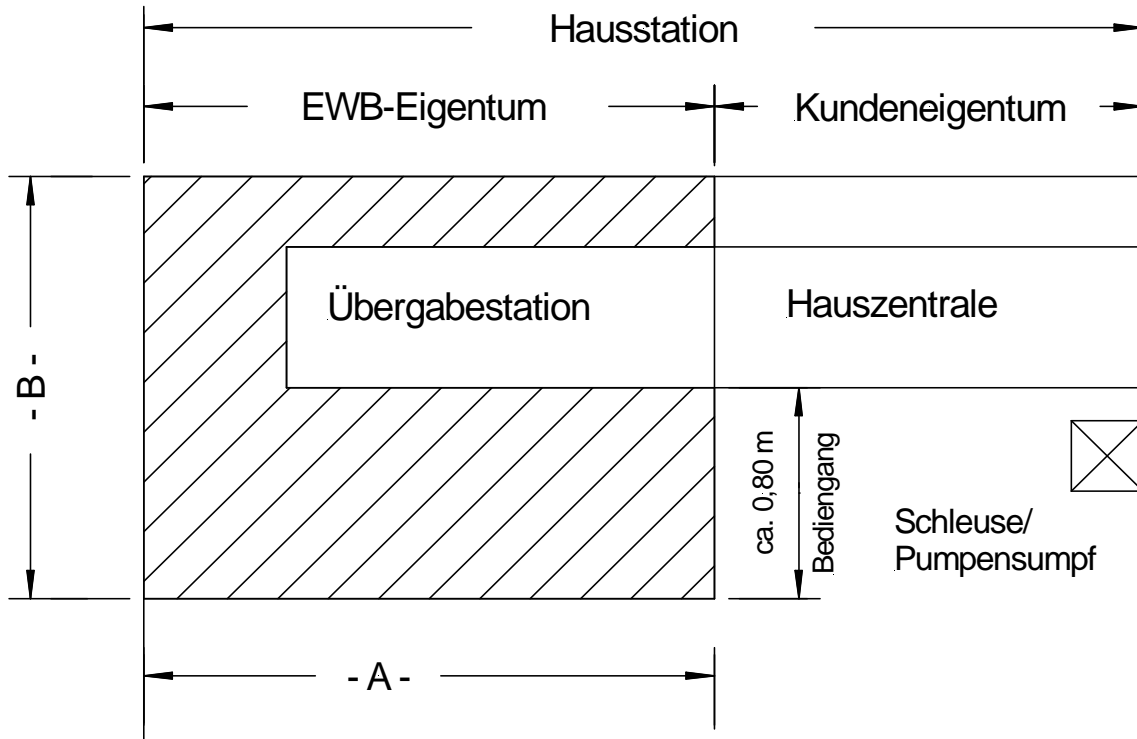 Hausstation
EWB-Eigentum
Kundeneigentum
Übergabestation
Hauszentrale
- B -
ca. 0,80 m
Bediengang
Schleuse/
Pumpensumpf
- A -